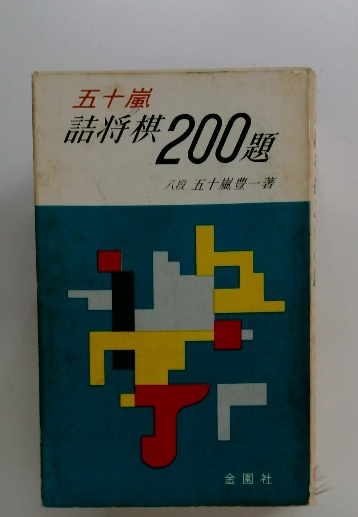 五十嵐
詰将棋200題
八段 五十嵐豊一著
金園社